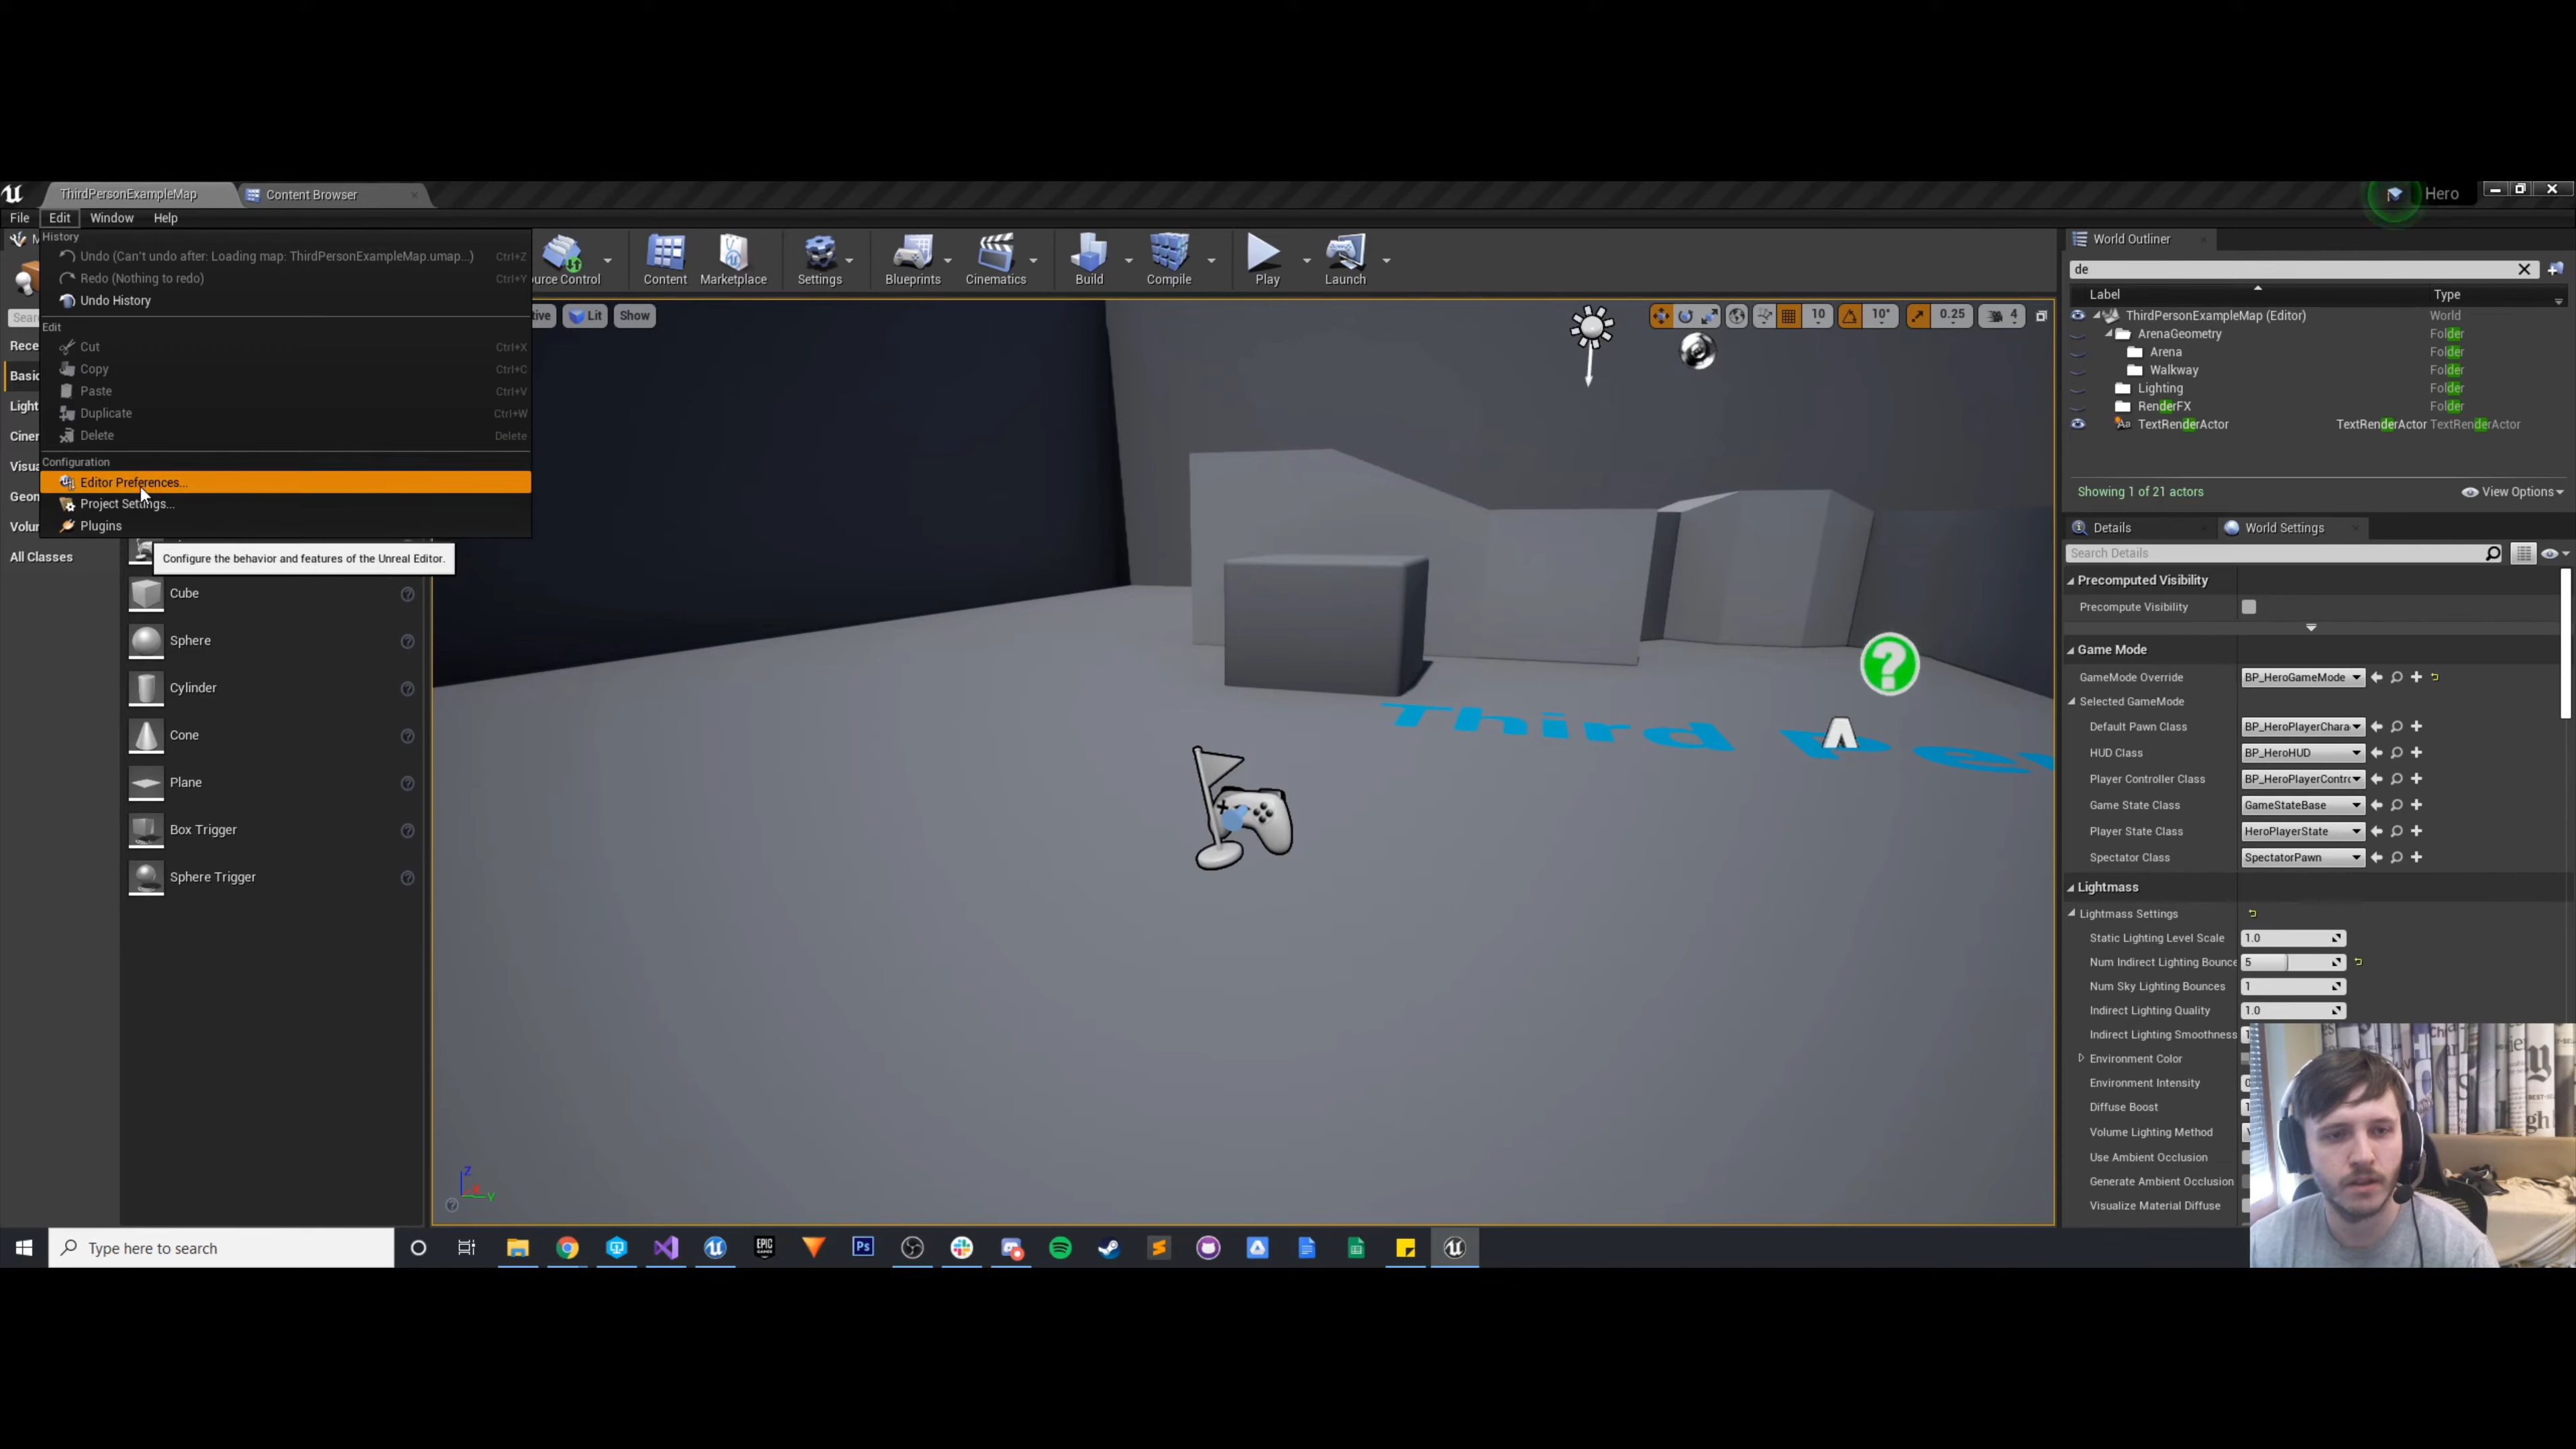 ThirdPersonExampleMap
Content Browser
Hero
File Edit Window Help
History
Undo (Can't undo after: Loading map: ThirdPersonExampleMap.umap...) Ctrl+Z
Redo (Nothing to redo) Ctrl+Y
Undo History
Edit
Cut Ctrl+X
Copy Ctrl+C
Paste Ctrl+V
Duplicate Ctrl+W
Delete Delete
Configuration
Editor Preferences...
Project Settings...
Plugins
Configure the behavior and features of the Unreal Editor.
All Classes
Cube
Sphere
Cylinder
Cone
Plane
Box Trigger
Sphere Trigger
Content
Marketplace
Settings
Blueprints
Cinematics
Build
Compile
Play
Launch
Lit
Show
10
10°
0.25
4
Third
World Outliner
de
Label Type
ThirdPersonExampleMap (Editor) World
ArenaGeometry Folder
Arena Folder
Walkway Folder
Lighting Folder
RenderFX Folder
TextRenderActor TextRenderActor TextRenderActor
Showing 1 of 21 actors View Options
Details World Settings
Search Details
Precomputed Visibility
Precompute Visibility
Game Mode
GameMode Override BP_HeroGameMode
Selected GameMode
Default Pawn Class BP_HeroPlayerChara
HUD Class BP_HeroHUD
Player Controller Class BP_HeroPlayerContro
Game State Class GameStateBase
Player State Class HeroPlayerState
Spectator Class SpectatorPawn
Lightmass
Lightmass Settings
Static Lighting Level Scale 1.0
Num Indirect Lighting Bounce 5
Num Sky Lighting Bounces 1
Indirect Lighting Quality 1.0
Indirect Lighting Smoothness
Environment Color
Environment Intensity
Diffuse Boost
Volume Lighting Method
Use Ambient Occlusion
Generate Ambient Occlusion
Visualize Material Diffuse
Z
Y
Type here to search
EPIC GAMES
Ps